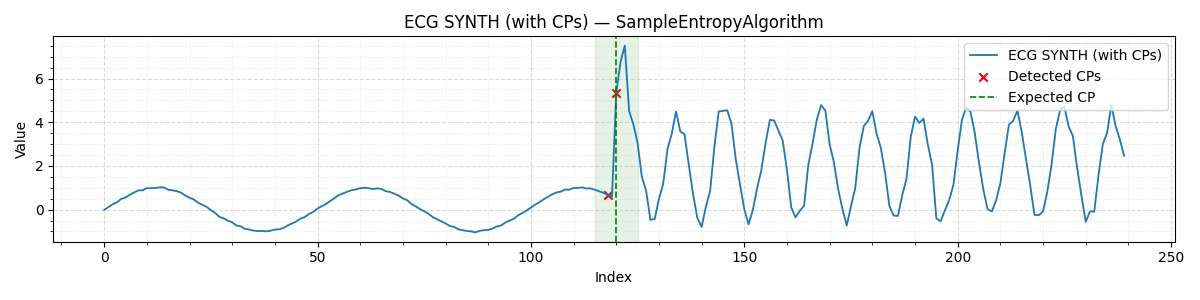 ECG SYNTH (with CPs) — SampleEntropyAlgorithm
Value
6
4
2
0
ECG SYNTH (with CPs)
Detected CPs
Expected CP
0 50 100 150 200 250
Index